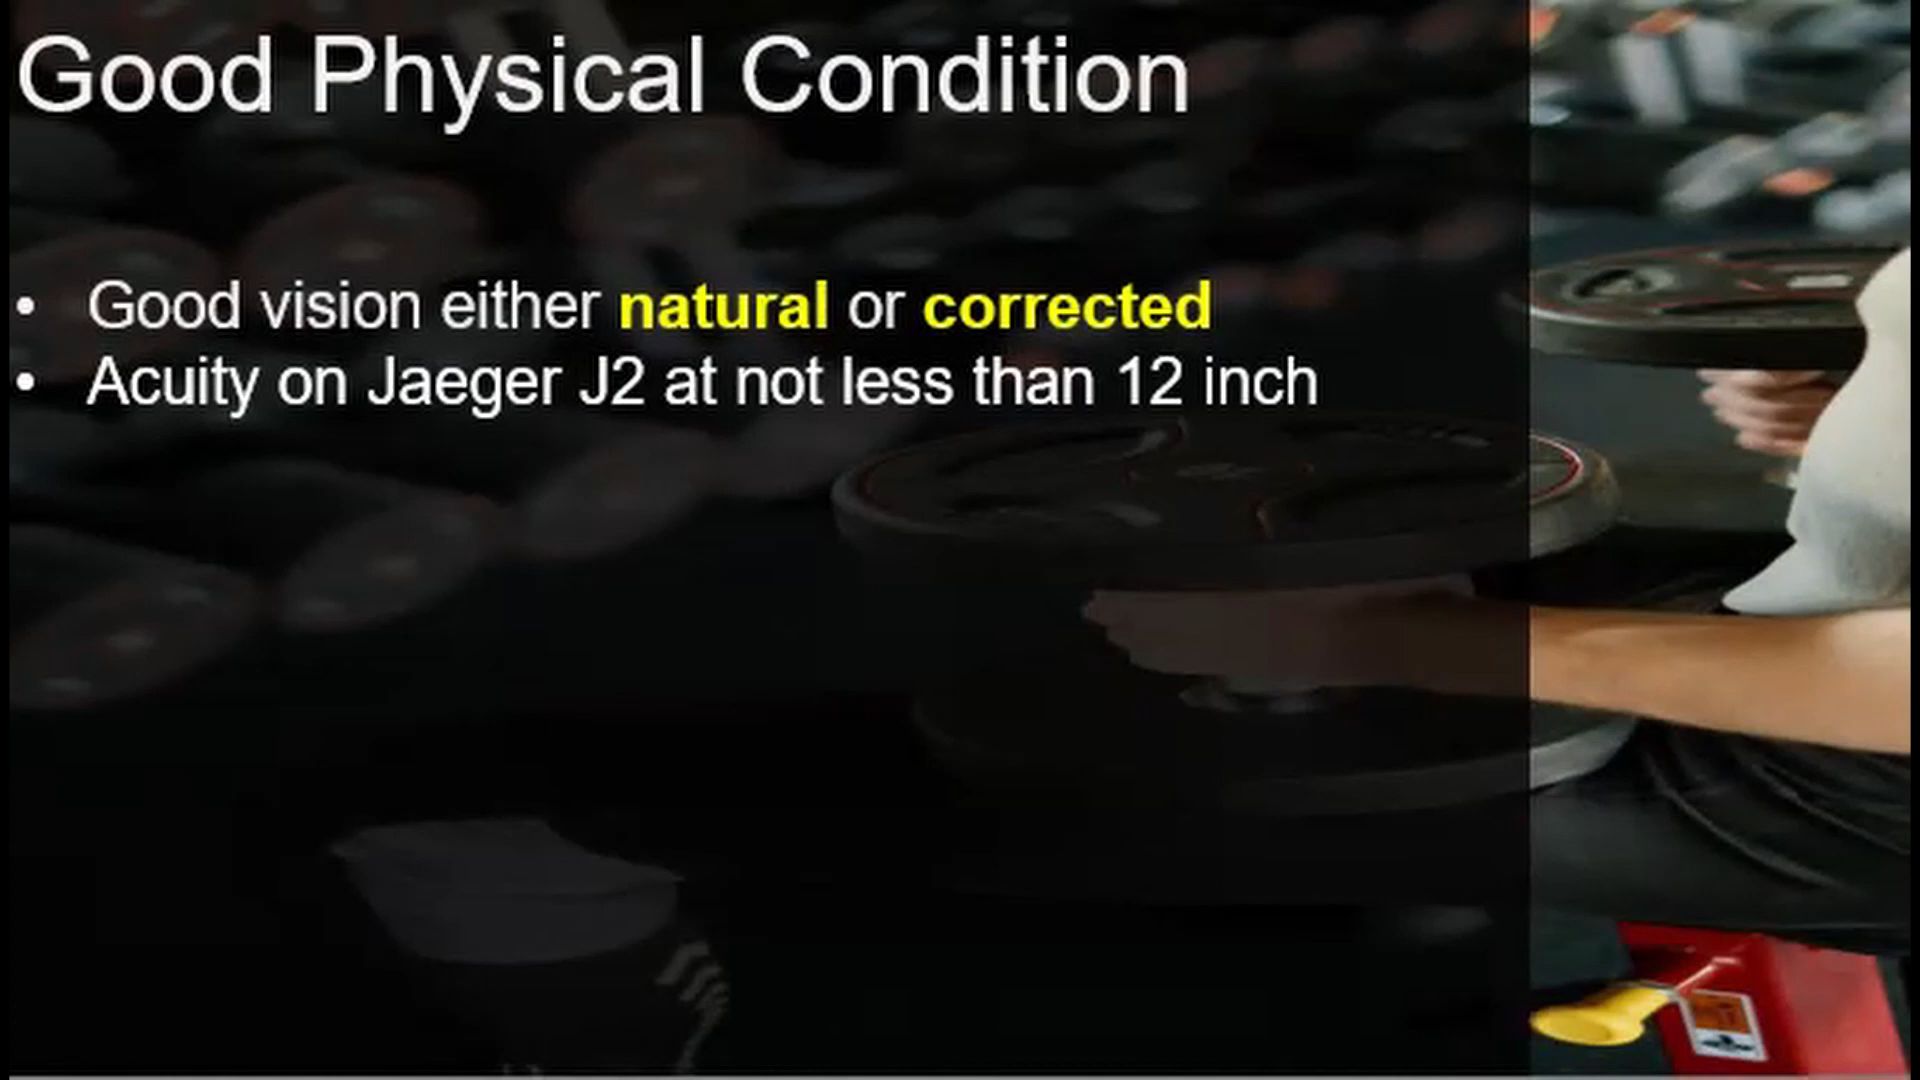 Good Physical Condition
• Good vision either natural or corrected
• Acuity on Jaeger J2 at not less than 12 inch